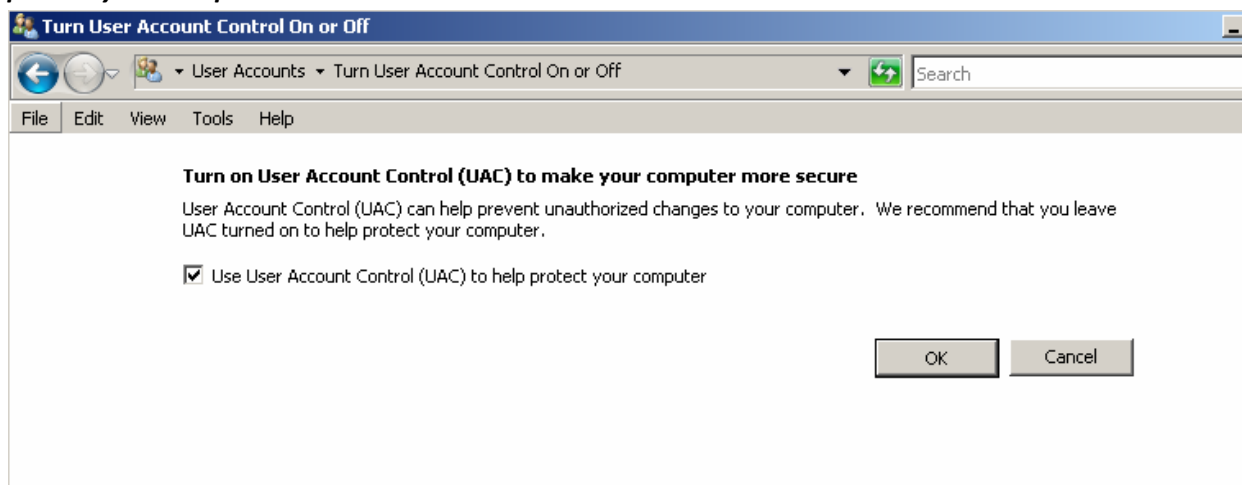 Turn User Account Control On or Off
User Accounts Turn User Account Control On or Off Search
File Edit View Tools Help
Turn on User Account Control (UAC) to make your computer more secure
User Account Control (UAC) can help prevent unauthorized changes to your computer. We recommend that you leave
UAC turned on to help protect your computer.
Use User Account Control (UAC) to help protect your computer
OK Cancel